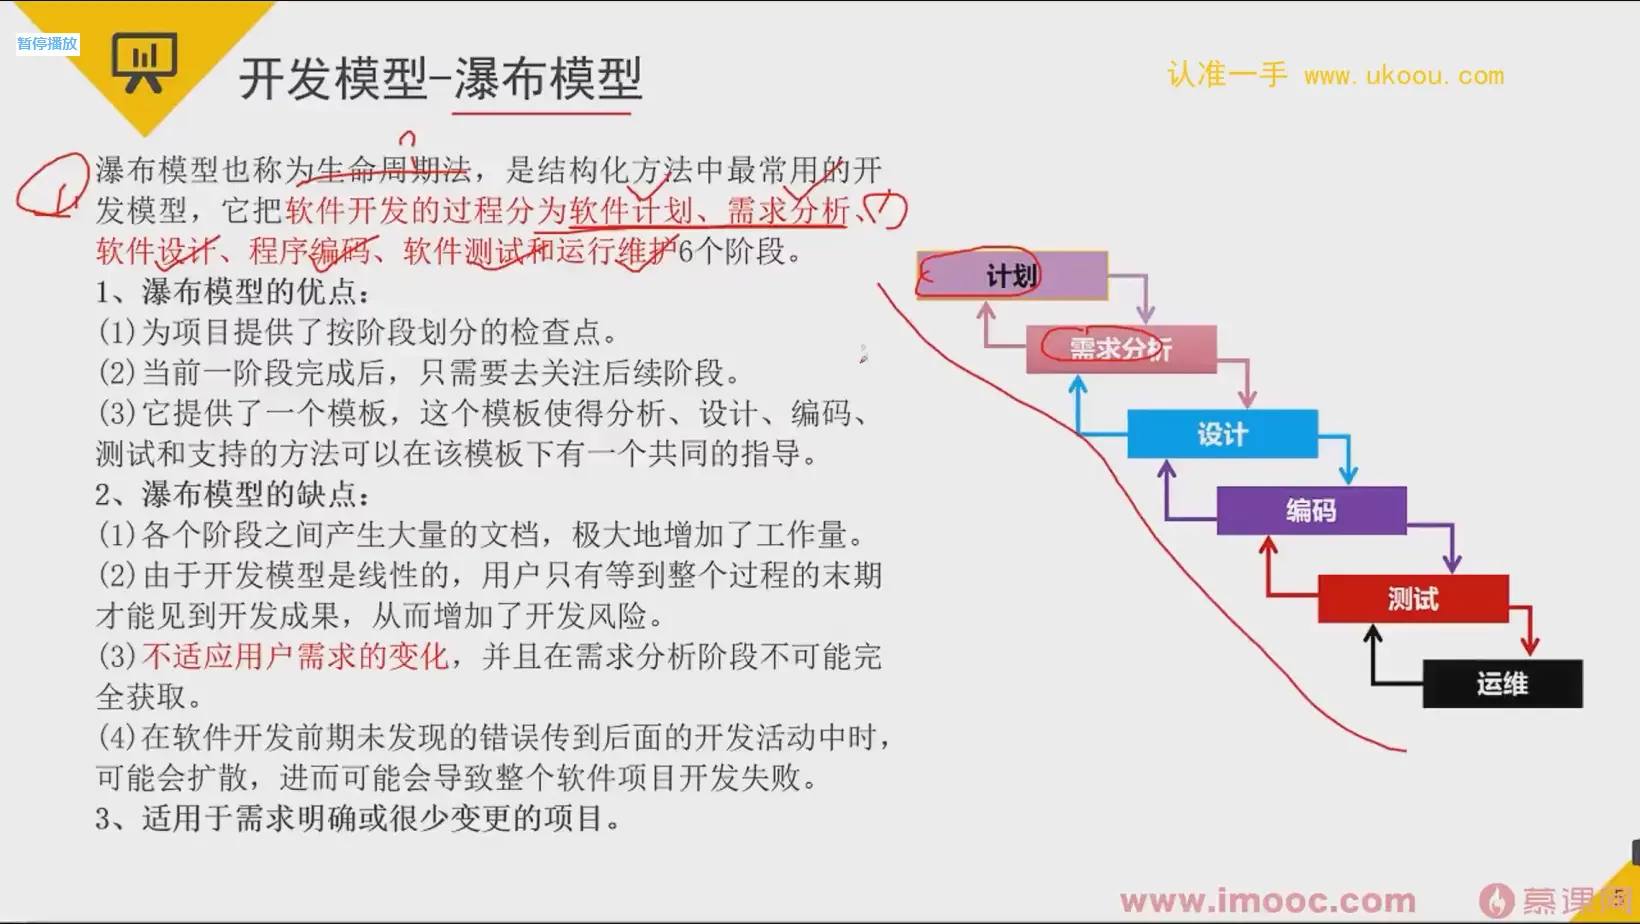 暂停播放
开发模型-瀑布模型
认准一手 www.ukoou.com
瀑布模型也称为生命周期法，是结构化方法中最常用的开
发模型，它把软件开发的过程分为软件计划、需求分析、
软件设计、程序编码、软件测试和运行维护6个阶段。
1、瀑布模型的优点：
(1)为项目提供了按阶段划分的检查点。
(2)当前一阶段完成后，只需要去关注后续阶段。
(3)它提供了一个模板，这个模板使得分析、设计、编码、
测试和支持的方法可以在该模板下有一个共同的指导。
2、瀑布模型的缺点：
(1)各个阶段之间产生大量的文档，极大地增加了工作量。
(2)由于开发模型是线性的，用户只有等到整个过程的末期
才能见到开发成果，从而增加了开发风险。
(3)不适应用户需求的变化，并且在需求分析阶段不可能完
全获取。
(4)在软件开发前期未发现的错误传到后面的开发活动中时，
可能会扩散，进而可能会导致整个软件项目开发失败。
3、适用于需求明确或很少变更的项目。
计划
需求分析
设计
编码
测试
运维
www.imooc.com
慕课网